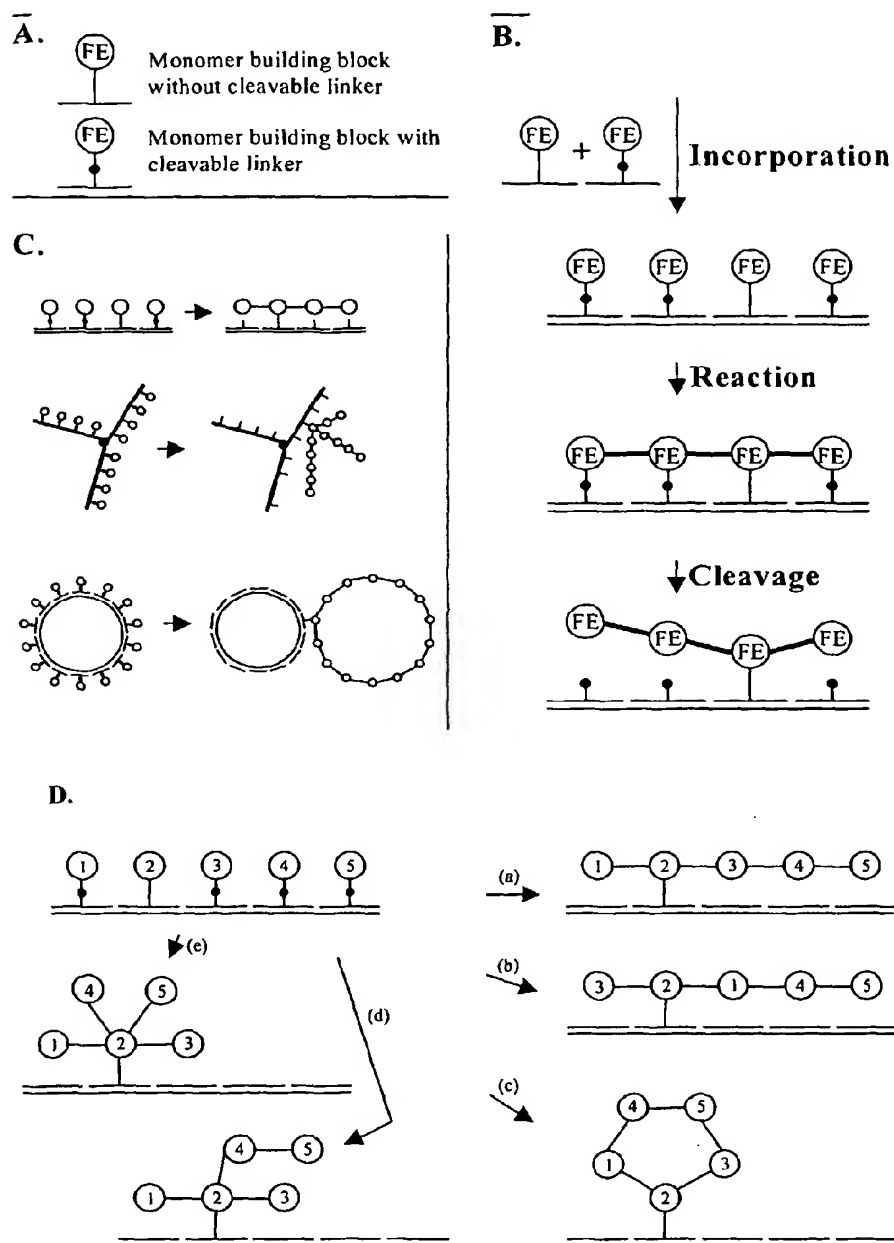 A.
FE
Monomer building block
without cleavable linker
FE
Monomer building block with
cleavable linker
B.
FE + FE
Incorporation
FE FE FE FE
Reaction
FE FE FE FE
Cleavage
FE FE FE FE
C.
D.
1 2 3 4 5
(a)
1 2 3 4 5
(b)
3 2 1 4 5
(c)
4 5
1 3
2
(d)
4 5
1 2 3
(e)
4 5
1 2 3